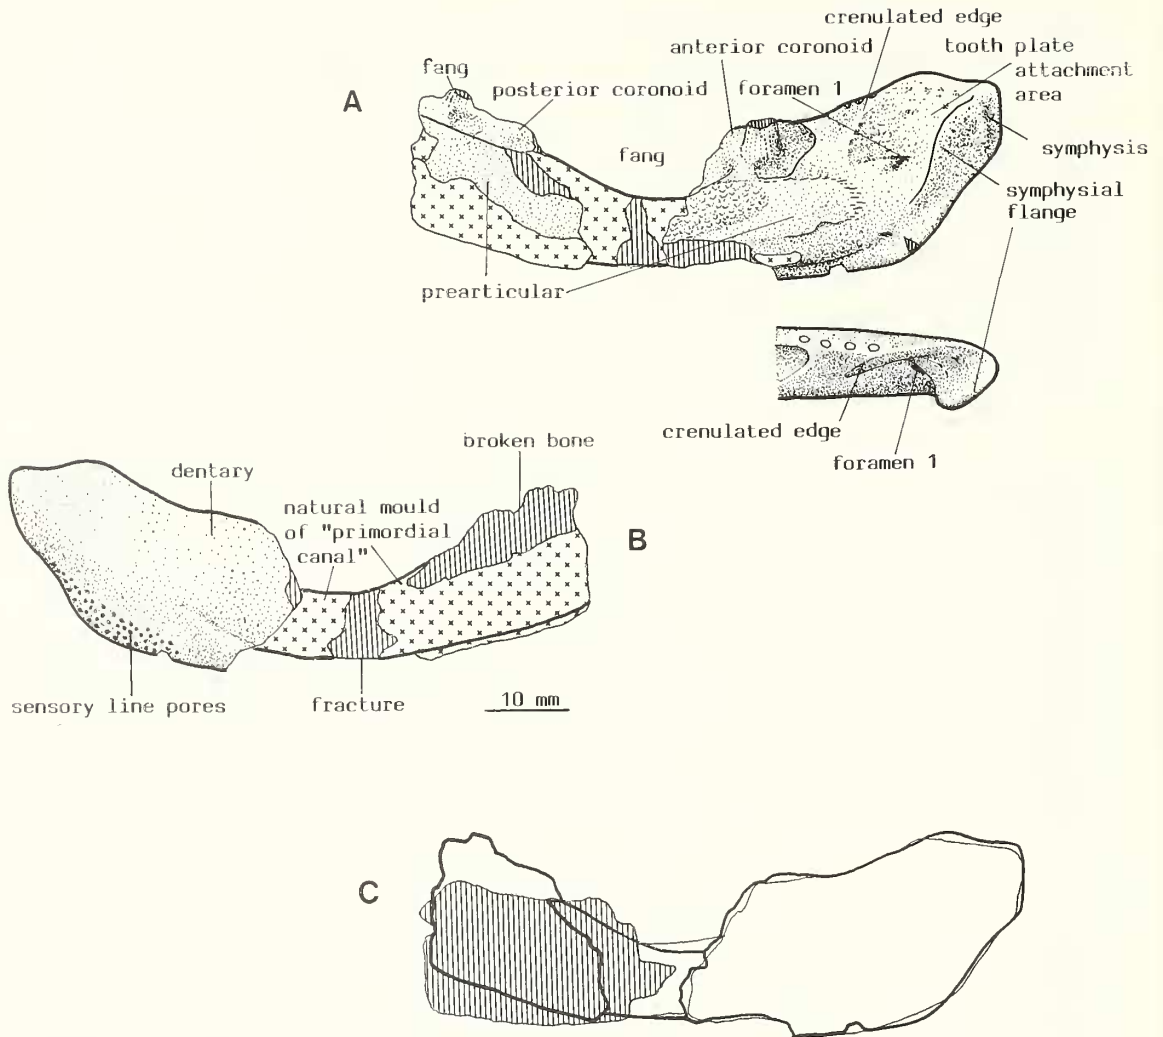 crenulated edge
anterior coronoid
tooth plate
attachment
area
fang
A
posterior coronoid
foramen 1
fang
symphysis
symphysial
flange
prearticular
crenulated edge
foramen 1
broken bone
dentary
natural mould
of "primordial
canal"
B
sensory line pores
fracture
10 mm
C